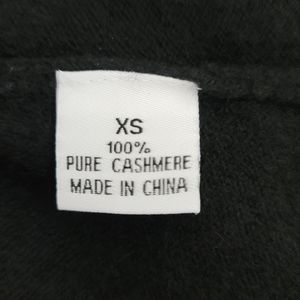 XS
100%
PURE CASHMERE
MADE IN CHINA